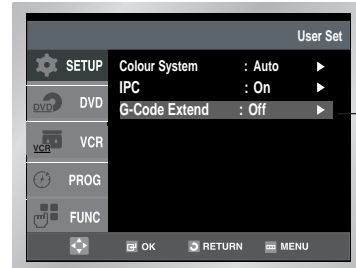 User Set
SETUP
Colour System : Auto ►
IPC : On ►
G-Code Extend : Off ►
DVD DVD
VCR VCR
PROG
FUNC
OK RETURN MENU